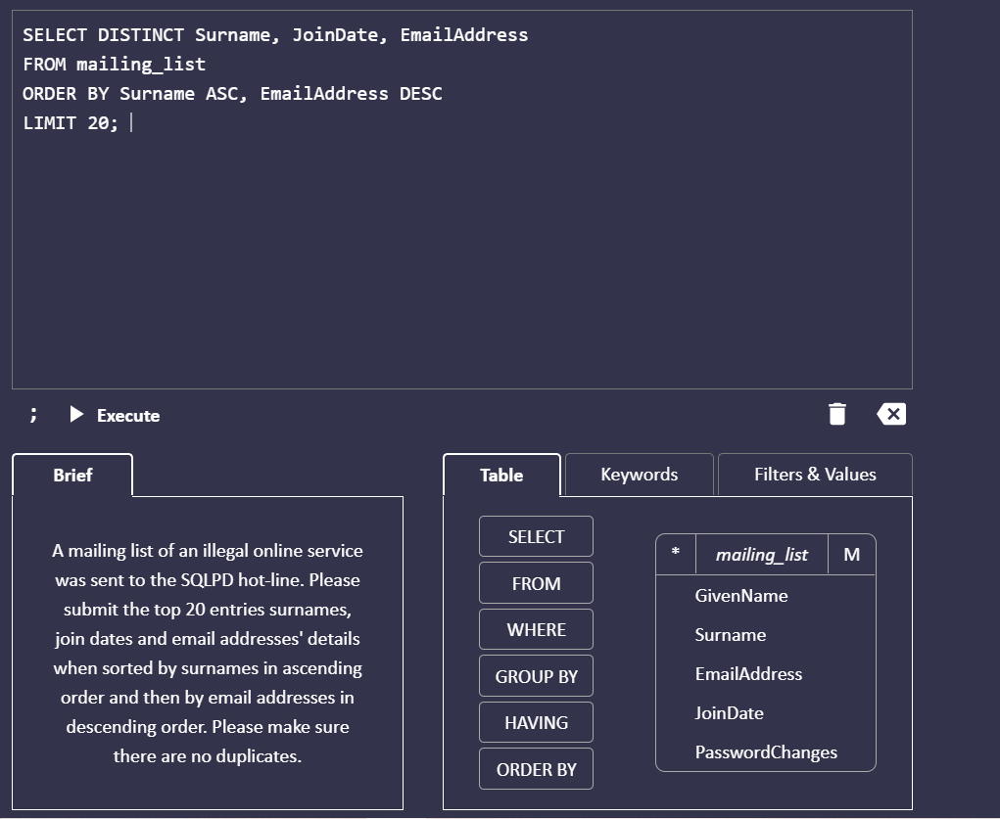 SELECT DISTINCT Surname, JoinDate, EmailAddress
FROM mailing_list
ORDER BY Surname ASC, EmailAddress DESC
LIMIT 20;
; Execute
Brief
A mailing list of an illegal online service
was sent to the SQLPD hot-line. Please
submit the top 20 entries surnames,
join dates and email addresses' details
when sorted by surnames in ascending
order and then by email addresses in
descending order. Please make sure
there are no duplicates.
Table Keywords Filters & Values
SELECT
FROM
WHERE
GROUP BY
HAVING
ORDER BY
* mailing_list M
GivenName
Surname
EmailAddress
JoinDate
PasswordChanges